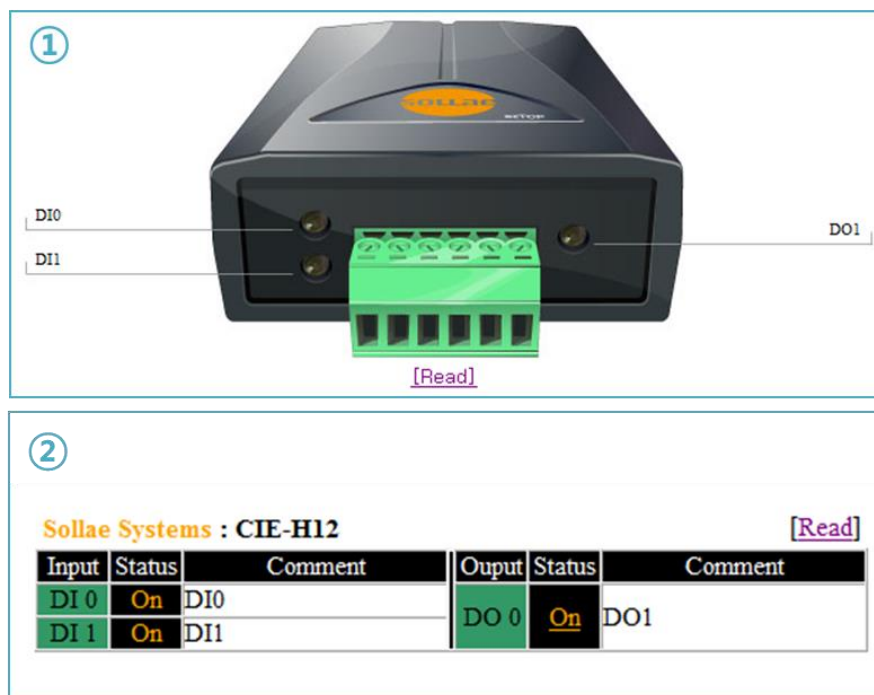 ①
SOLLAE
SETOP
DI0
DO1
DI1
[Read]
②
Sollae Systems : CIE-H12 [Read]
Input Status Comment Ouput Status Comment
DI 0 On DI0 DO 0 On DO1
DI 1 On DI1